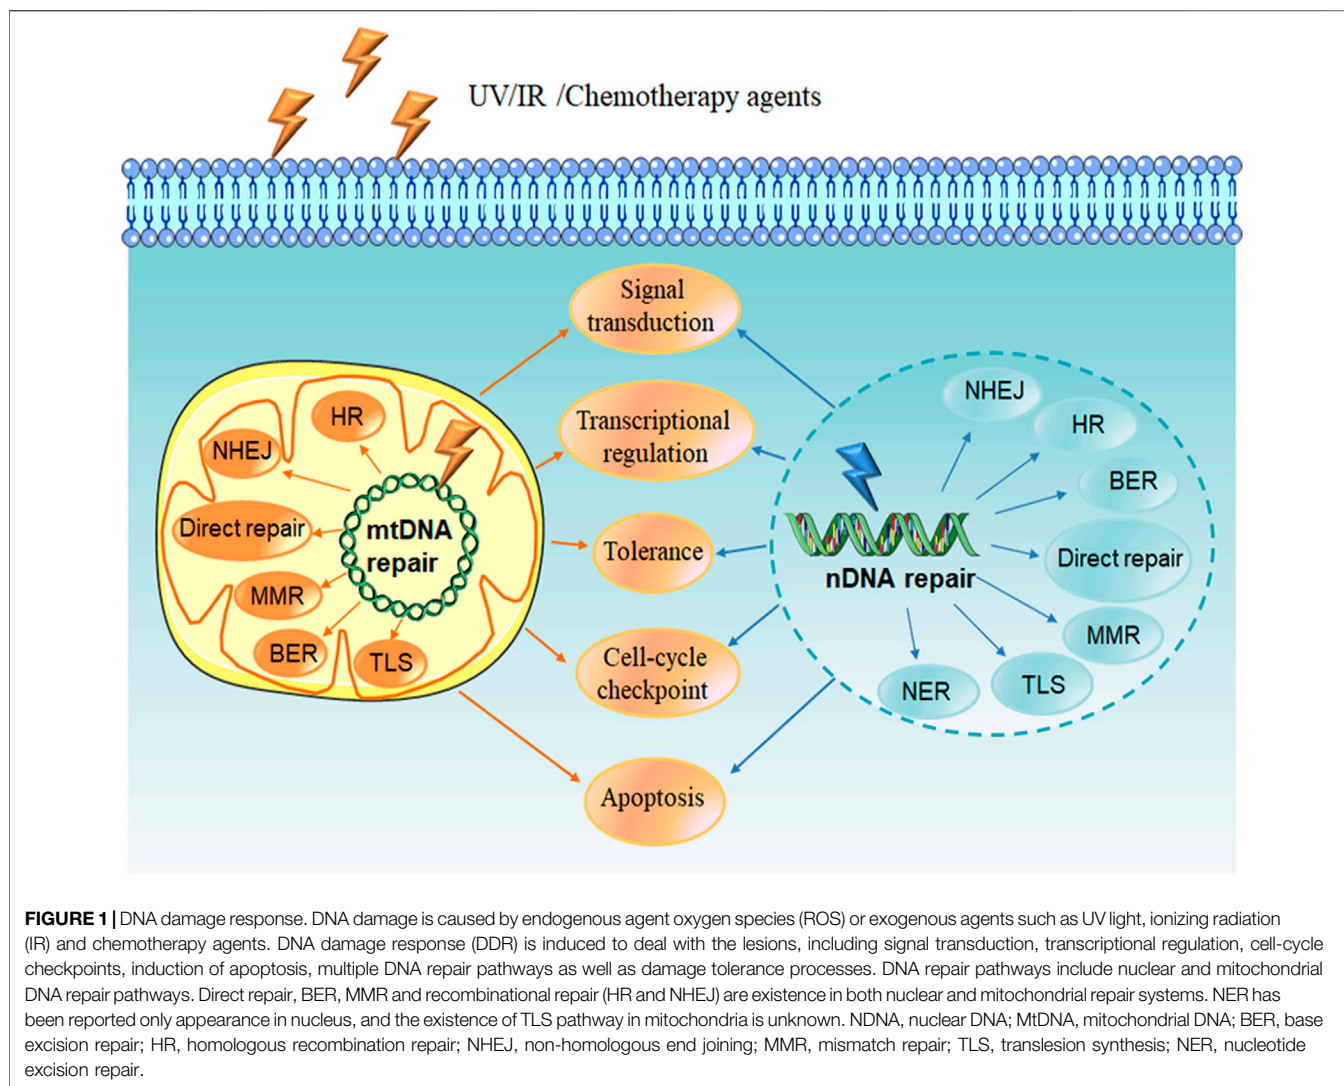 UV/IR /Chemotherapy agents
Signal
transduction
Transcriptional
regulation
Tolerance
Cell-cycle
checkpoint
Apoptosis
HR
NHEJ
Direct repair
MMR
BER
TLS
mtDNA
repair
NHEJ
HR
BER
Direct repair
MMR
TLS
NER
nDNA repair
FIGURE 1 | DNA damage response. DNA damage is caused by endogenous agent oxygen species (ROS) or exogenous agents such as UV light, ionizing radiation
(IR) and chemotherapy agents. DNA damage response (DDR) is induced to deal with the lesions, including signal transduction, transcriptional regulation, cell-cycle
checkpoints, induction of apoptosis, multiple DNA repair pathways as well as damage tolerance processes. DNA repair pathways include nuclear and mitochondrial
DNA repair pathways. Direct repair, BER, MMR and recombinational repair (HR and NHEJ) are existence in both nuclear and mitochondrial repair systems. NER has
been reported only appearance in nucleus, and the existence of TLS pathway in mitochondria is unknown. NDNA, nuclear DNA; MtDNA, mitochondrial DNA; BER, base
excision repair; HR, homologous recombination repair; NHEJ, non-homologous end joining; MMR, mismatch repair; TLS, translesion synthesis; NER, nucleotide
excision repair.